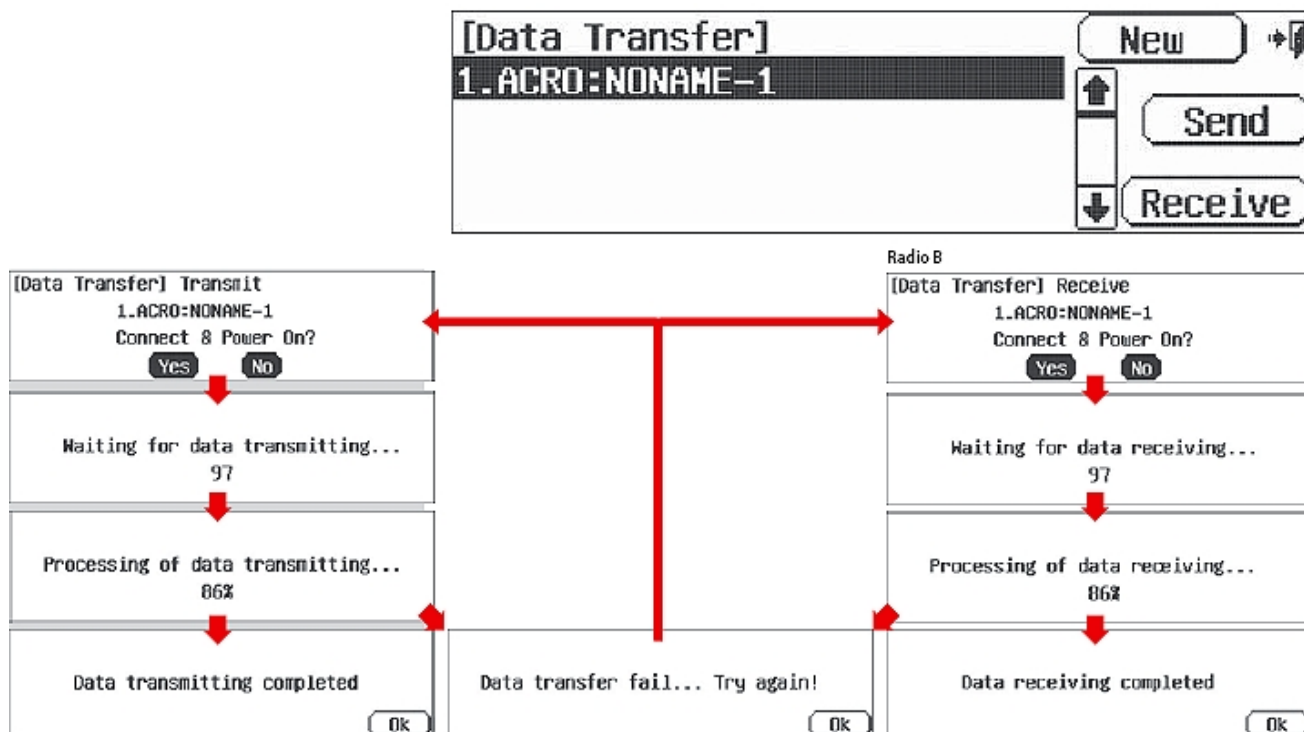 [Data Transfer]
New
1.ACRO:NONAME-1
Send
Receive
[Data Transfer] Transmit
1.ACRO:NONAME-1
Connect & Power On?
Yes No
Waiting for data transmitting...
97
Processing of data transmitting...
86%
Data transmitting completed
Ok
Data transfer fail... Try again!
Ok
Radio B
[Data Transfer] Receive
1.ACRO:NONAME-1
Connect & Power On?
Yes No
Waiting for data receiving...
97
Processing of data receiving...
86%
Data receiving completed
Ok